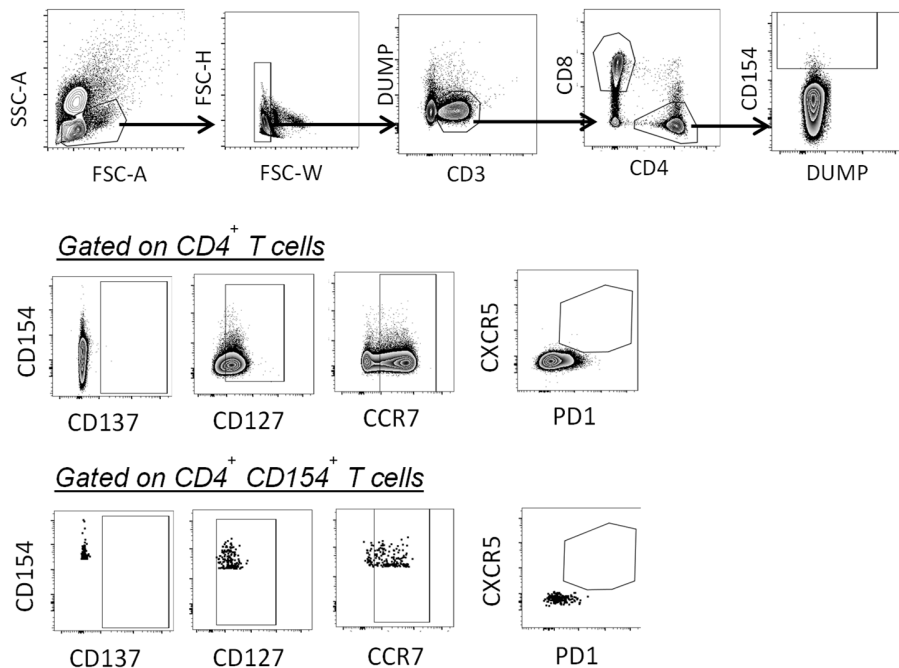 SSC-A
FSC-A
FSC-H
FSC-W
DUMP
CD3
CD8
CD4
CD154
DUMP
Gated on CD4+ T cells
CD154
CD137
CD127
CCR7
CXCR5
PD1
Gated on CD4+ CD154+ T cells
CD154
CD137
CD127
CCR7
CXCR5
PD1